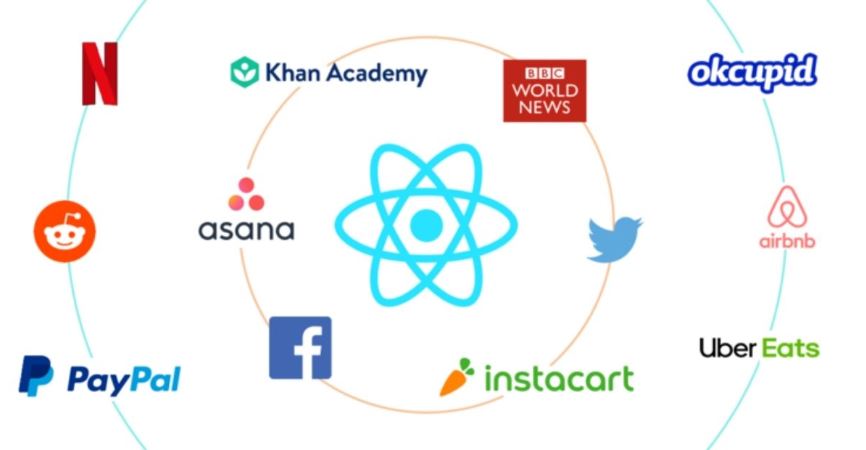 N
Khan Academy
BBC
WORLD
NEWS
okcupid
asana
airbnb
f
PayPal
instacart
Uber Eats